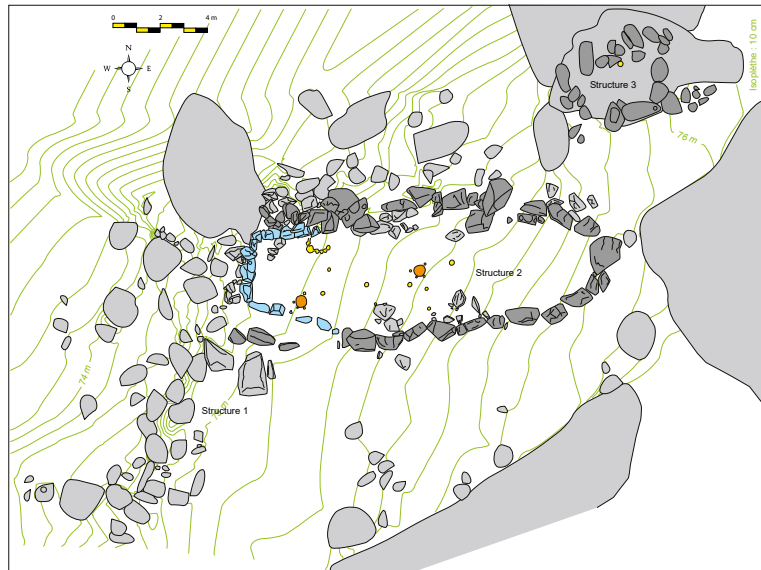 0 2 4 m
N
W E
S
Structure 3
Isoplèthe : 10 cm
76 m
Structure 2
74 m
Structure 1